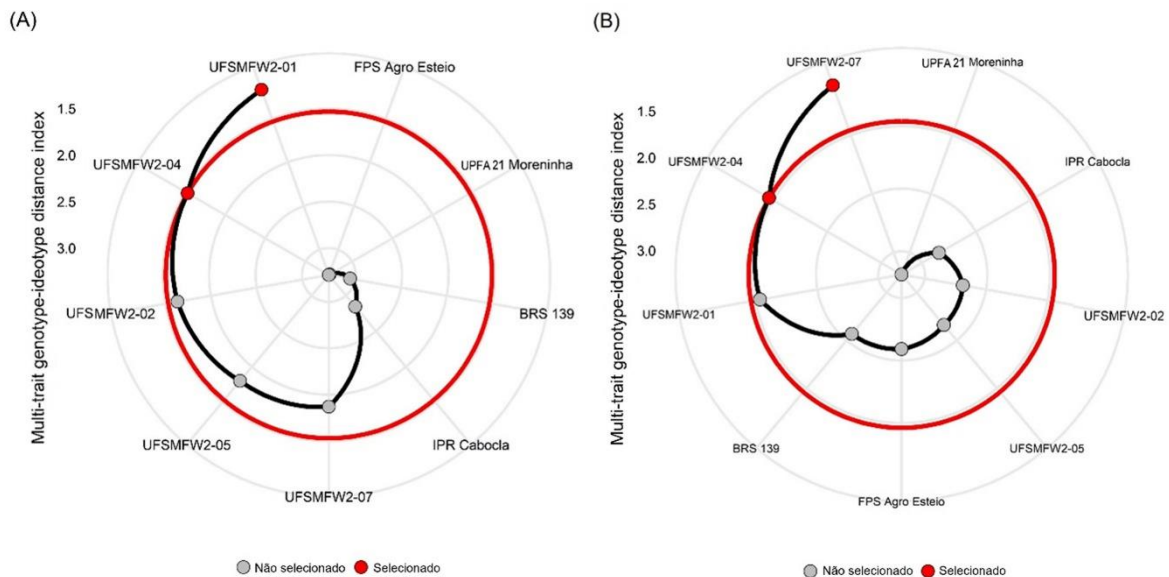 (A)
UFSMFW2-01
FPS Agro Esteio
Multi-trait genotype-ideotype distance index
1.5
2.0
2.5
3.0
UFSMFW2-04
UPFA 21 Moreninha
UFSMFW2-02
BRS 139
UFSMFW2-05
IPR Cabocla
UFSMFW2-07
Não selecionado
Selecionado
(B)
UFSMFW2-07
UPFA 21 Moreninha
Multi-trait genotype-ideotype distance index
1.5
2.0
2.5
3.0
UFSMFW2-04
IPR Cabocla
UFSMFW2-01
UFSMFW2-02
BRS 139
UFSMFW2-05
FPS Agro Esteio
Não selecionado
Selecionado